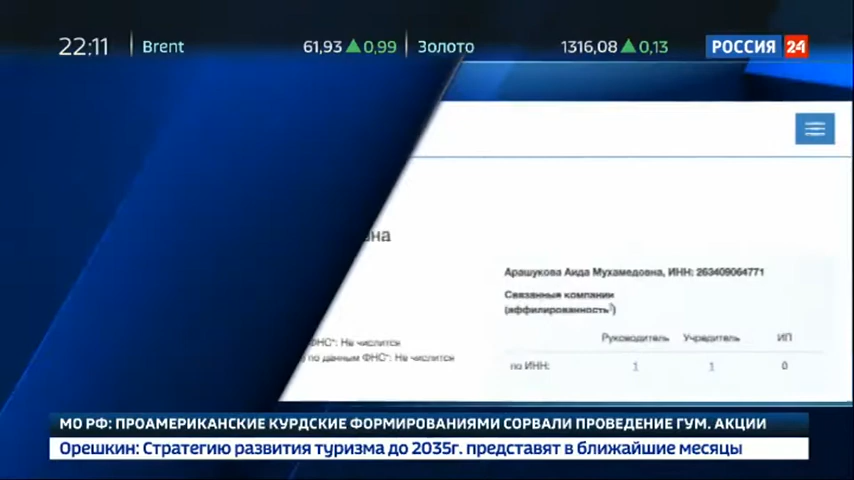 22:11 Brent 61,93 ▲ 0,99 Золото 1316,08 ▲ 0,13 РОССИЯ 24
на
Арашукова Аида Мухамедовна, ИНН: 263409064771
Связанные компании
(аффилированность
Руководитель Учредитель ИП
ФНС*: Не числится
по данным ФНС*: Не числится
по ИНН: 1 1 0
МО РФ: ПРОАМЕРИКАНСКИЕ КУРДСКИЕ ФОРМИРОВАНИЯМИ СОРВАЛИ ПРОВЕДЕНИЕ ГУМ. АКЦИИ
Орешкин: Стратегию развития туризма до 2035г. представят в ближайшие месяцы